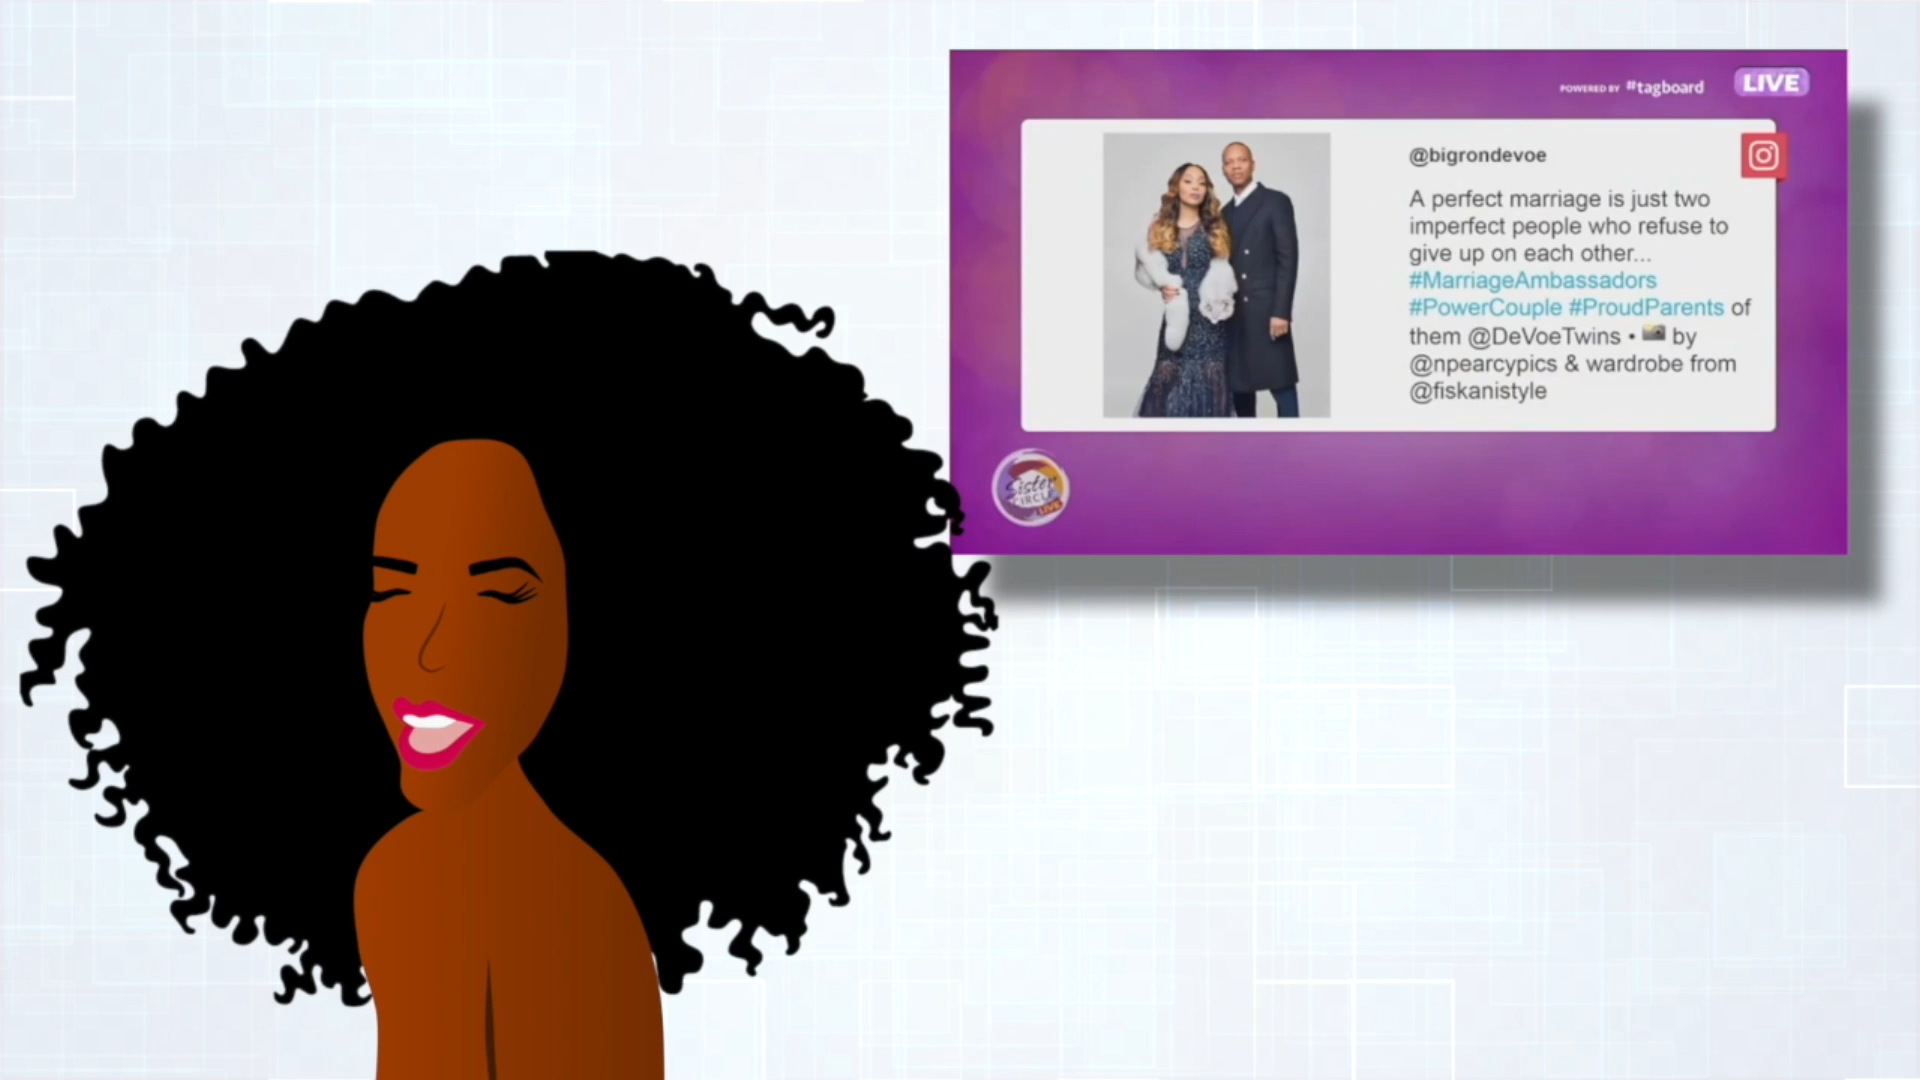 POWERED BY #tagboard LIVE
@bigrondevoe
A perfect marriage is just two
imperfect people who refuse to
give up on each other...
#MarriageAmbassadors
#PowerCouple #ProudParents of
them @DeVoeTwins • 📸 by
@npearcypics & wardrobe from
@fiskanistyle
Sister
CIRCLE
LIVE